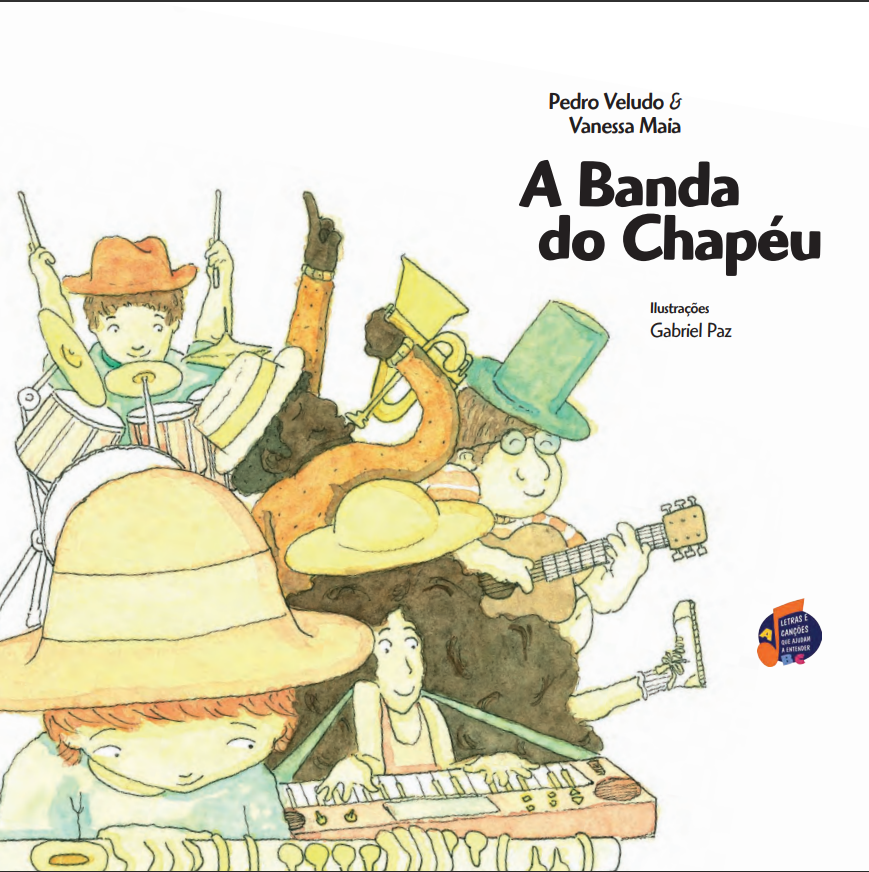 Pedro Veludo &
Vanessa Maia
A Banda
do Chapéu
Ilustrações
Gabriel Paz
LETRAS E
CANÇÕES
QUE AJUDAM
A ENTENDER
A
B C